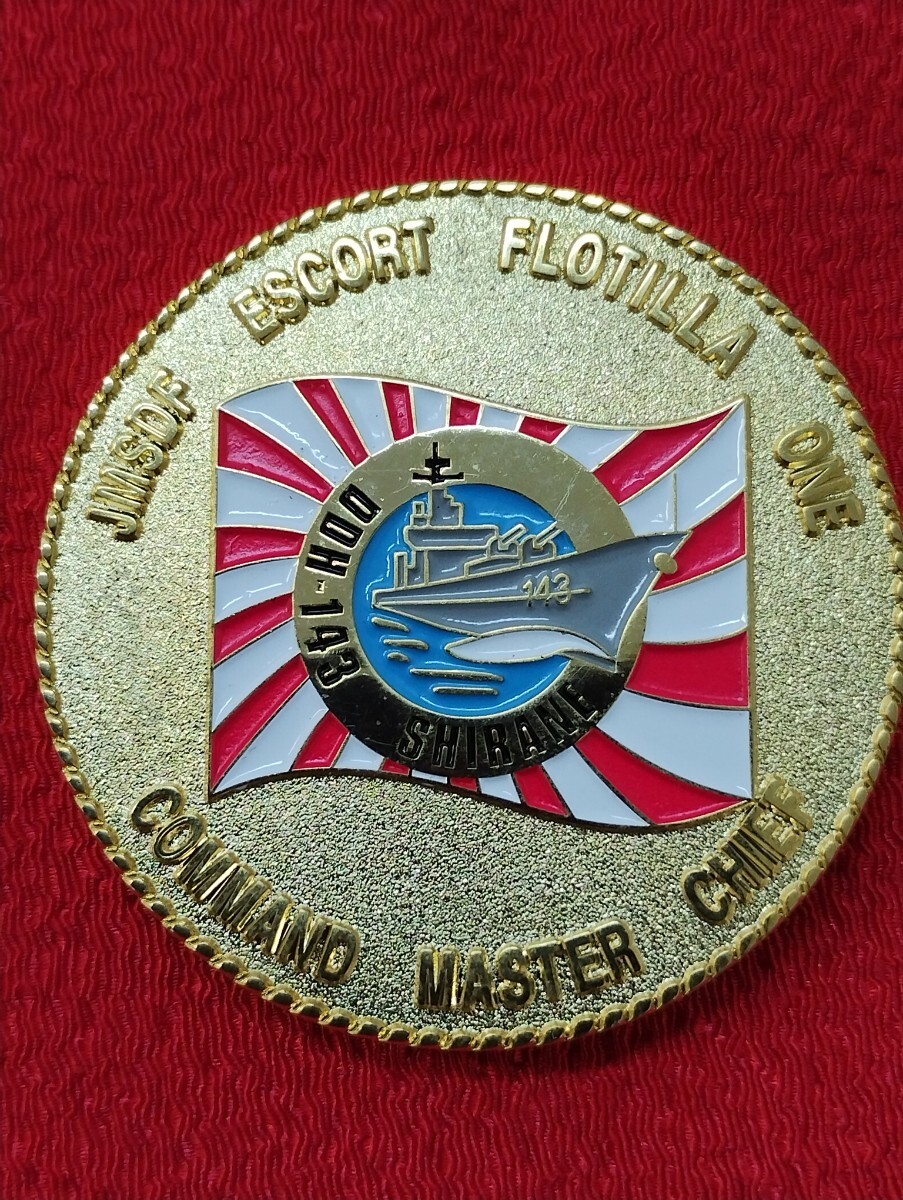 JMSDF ESCORT FLOTILLA ONE
DDH-143
143
SHIRANE
COMMAND MASTER CHIEF